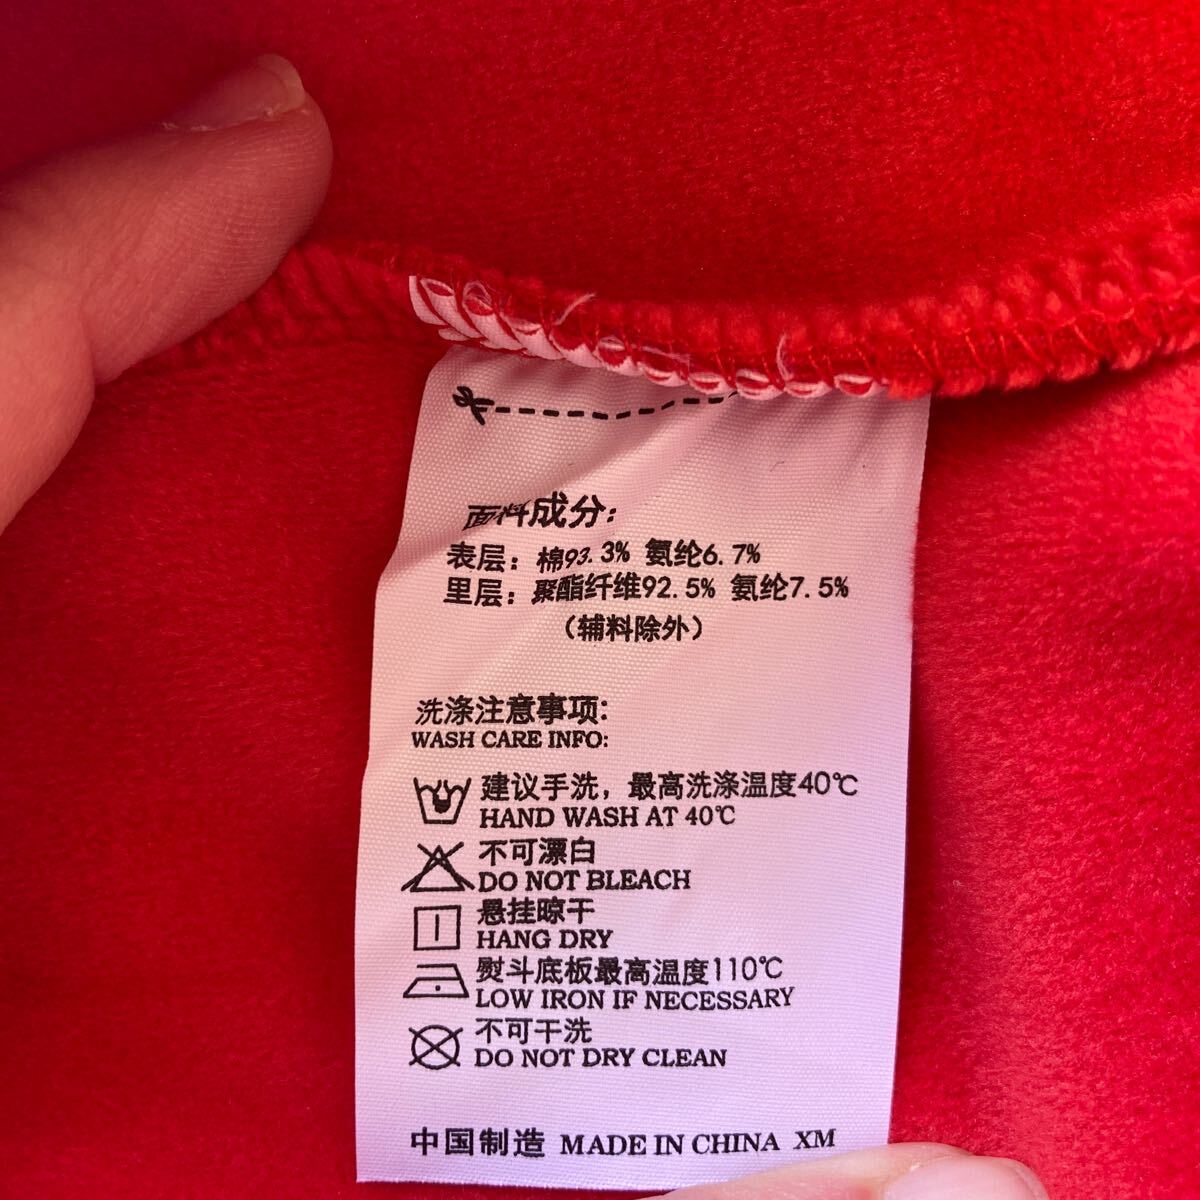 面料成分:
表层: 棉93.3% 氨纶6.7%
里层: 聚酯纤维92.5% 氨纶7.5%
(辅料除外)
洗涤注意事项:
WASH CARE INFO:
建议手洗，最高洗涤温度40℃
HAND WASH AT 40℃
不可漂白
DO NOT BLEACH
悬挂晾干
HANG DRY
熨斗底板最高温度110℃
LOW IRON IF NECESSARY
不可干洗
DO NOT DRY CLEAN
中国制造 MADE IN CHINA XM